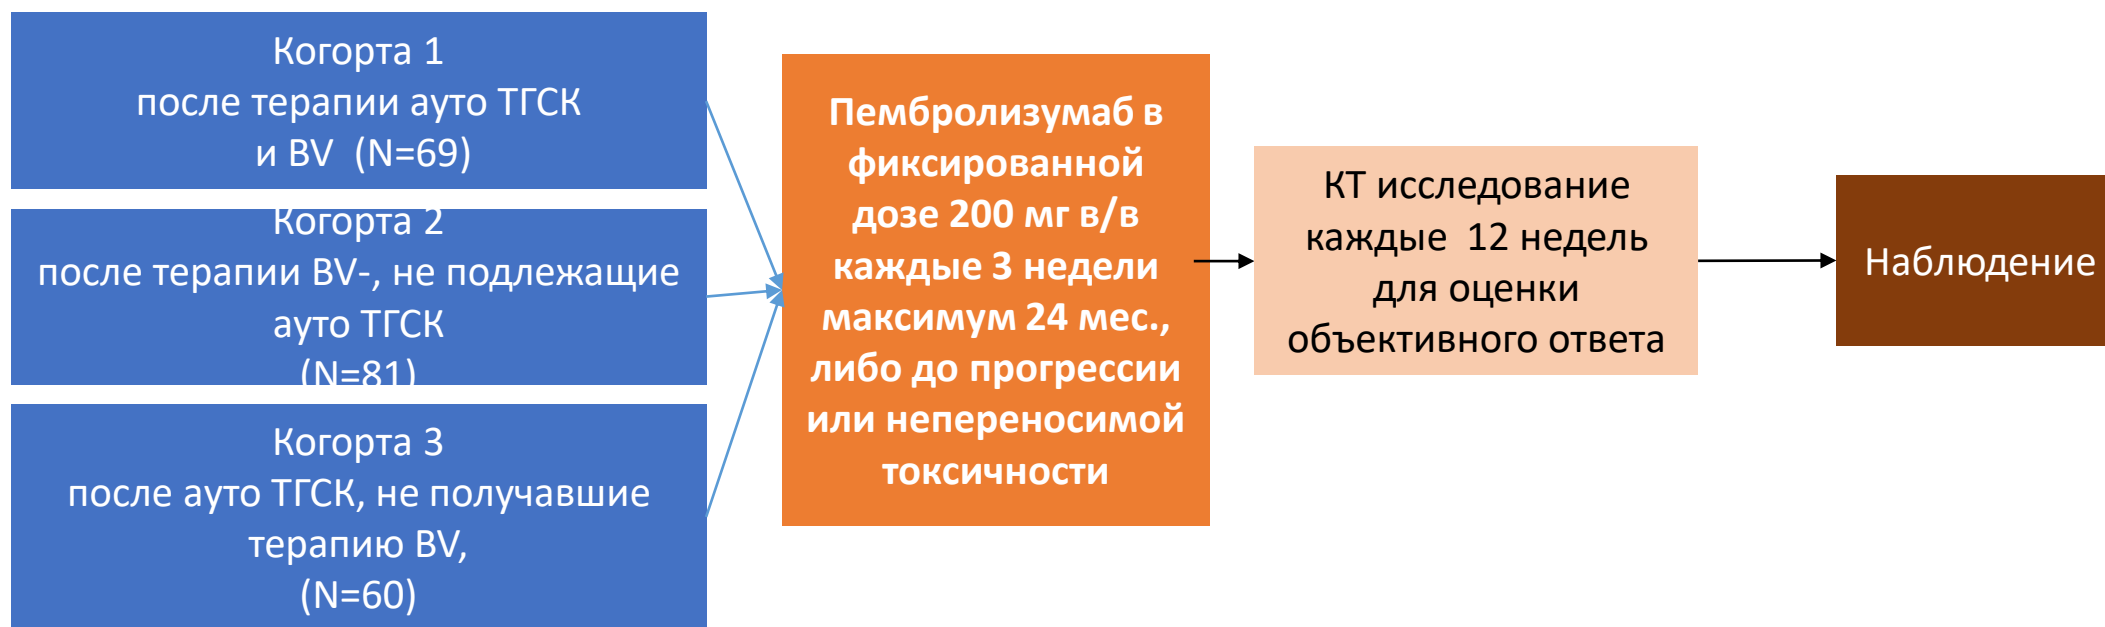 Когорта 1
после терапии ауто ТГСК
и BV (N=69)
Когорта 2
после терапии BV-, не подлежащие
ауто ТГСК
(N=81)
Когорта 3
после ауто ТГСК, не получавшие
терапию BV,
(N=60)
Пембролизумаб в
фиксированной
дозе 200 мг в/в
каждые 3 недели
максимум 24 мес.,
либо до прогрессии
или непереносимой
токсичности
КТ исследование
каждые 12 недель
для оценки
объективного ответа
Наблюдение